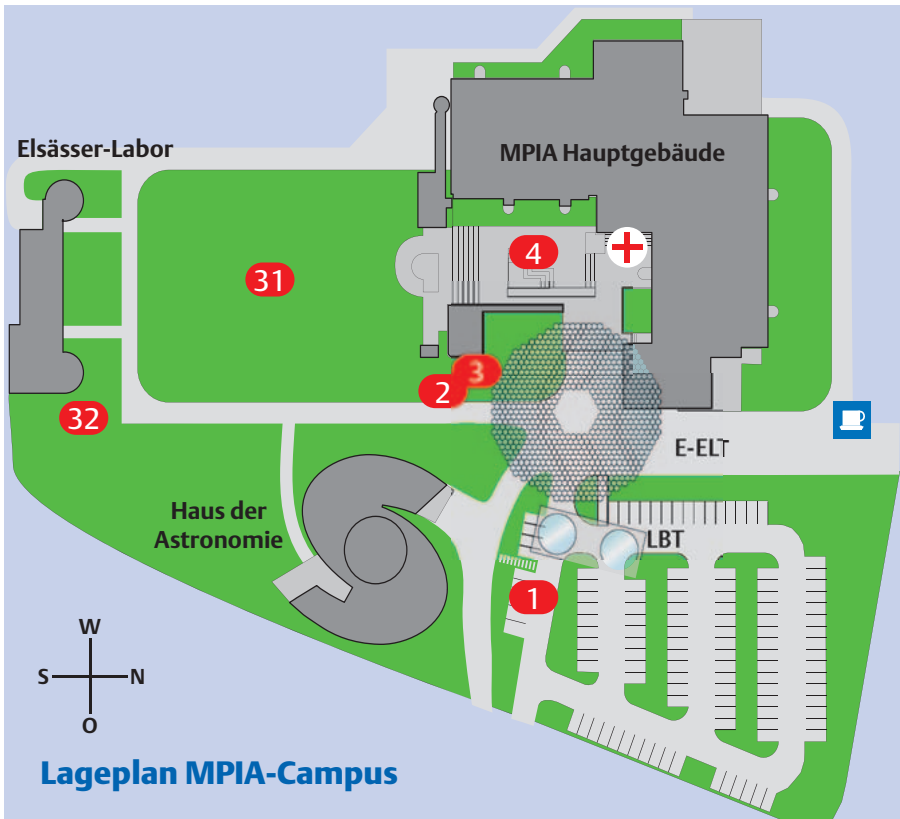 Elsässer-Labor
MPIA Hauptgebäude
4
31
3
2
32
E-ELT
Haus der
Astronomie
LBT
1
W
S
N
O
Lageplan MPIA-Campus